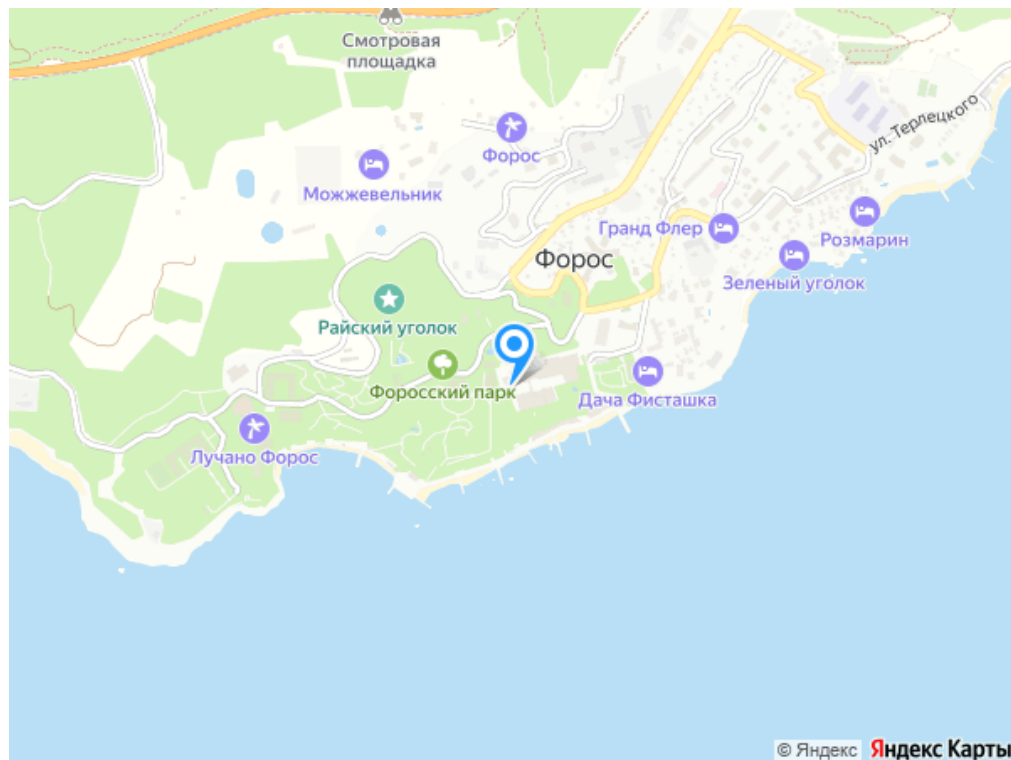 Смотровая
площадка
ул. Терлецкого
Форос
Можжевельник
Гранд Флер
Розмарин
Форос
Зеленый уголок
Райский уголок
Форосский парк
Дача Фисташка
Лучано Форос
© Яндекс Яндекс Карты